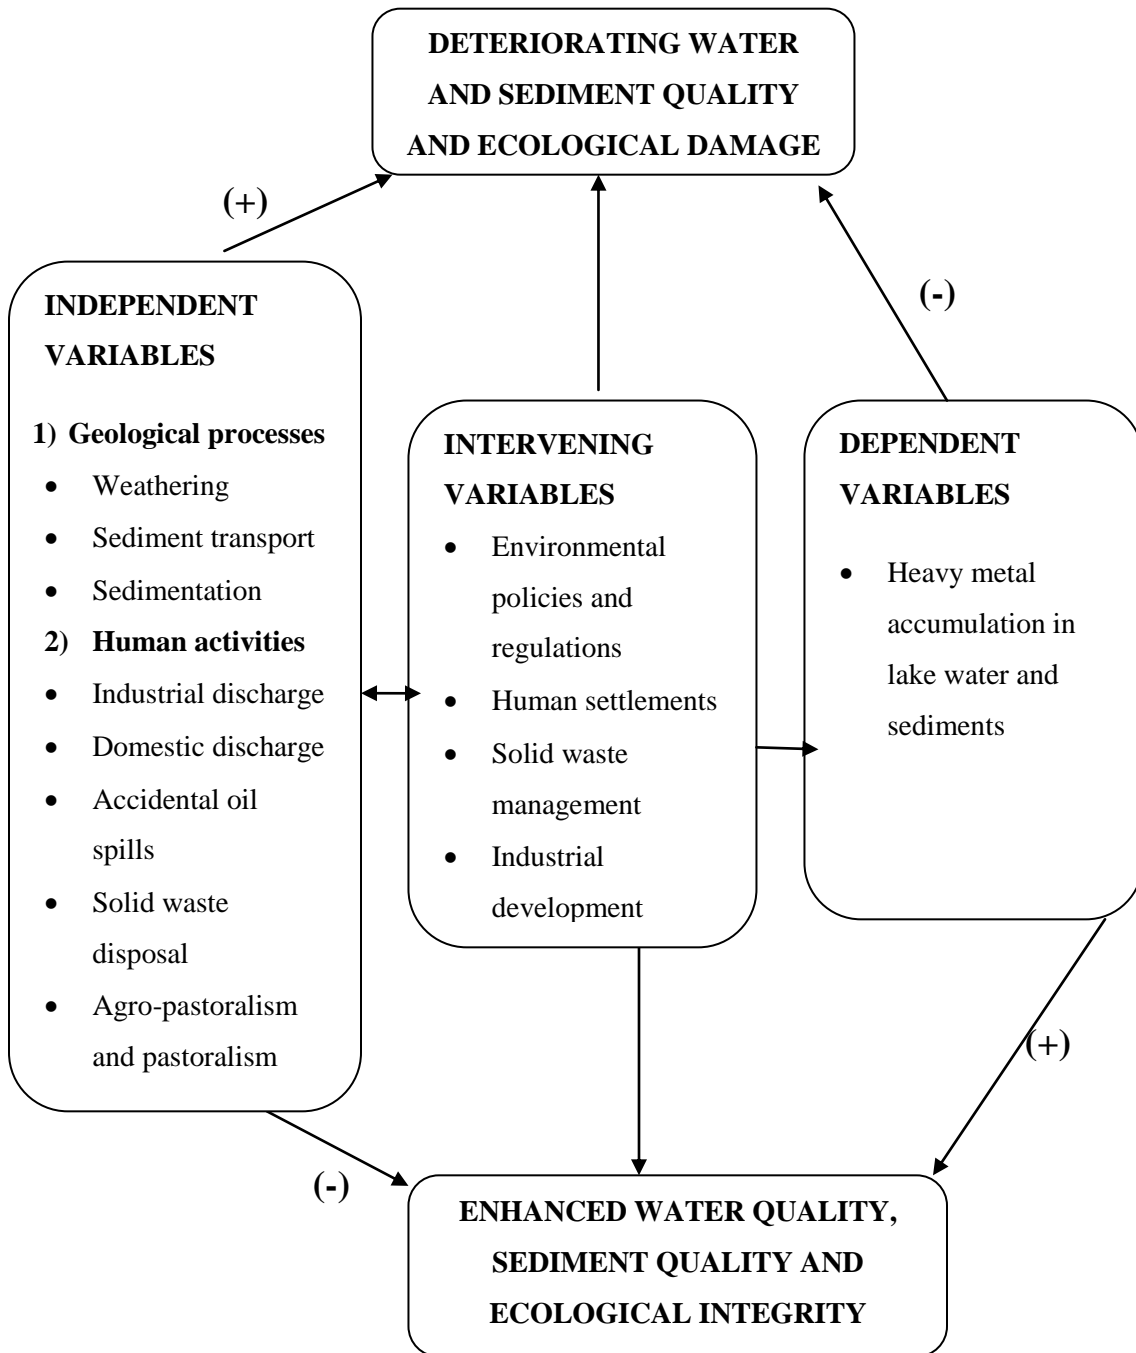 DETERIORATING WATER
AND SEDIMENT QUALITY
AND ECOLOGICAL DAMAGE
(+)
(-)
INDEPENDENT
VARIABLES
1) Geological processes
• Weathering
• Sediment transport
• Sedimentation
2) Human activities
• Industrial discharge
• Domestic discharge
• Accidental oil
spills
• Solid waste
disposal
• Agro-pastoralism
and pastoralism
INTERVENING
VARIABLES
• Environmental
policies and
regulations
• Human settlements
• Solid waste
management
• Industrial
development
DEPENDENT
VARIABLES
• Heavy metal
accumulation in
lake water and
sediments
(+)
(-)
ENHANCED WATER QUALITY,
SEDIMENT QUALITY AND
ECOLOGICAL INTEGRITY